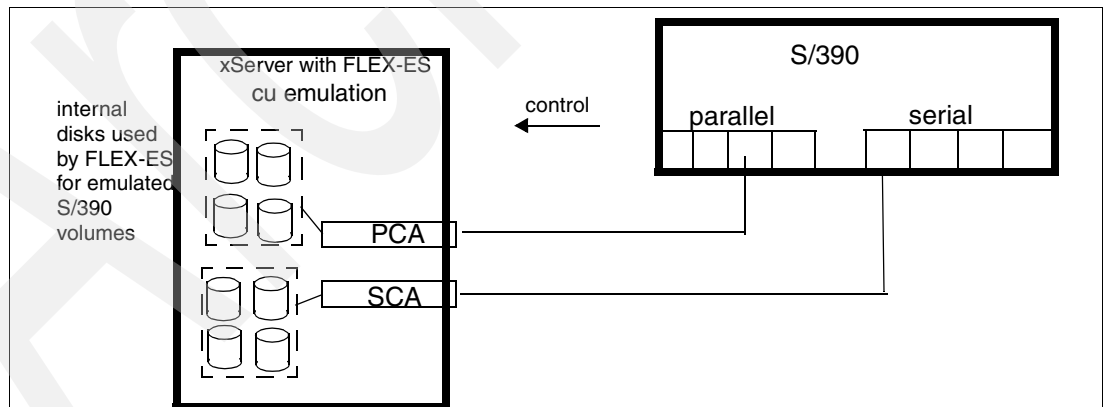 xServer with FLEX-ES
cu emulation
internal
disks used
by FLEX-ES
for emulated
S/390
volumes
PCA
SCA
control
S/390
parallel
serial